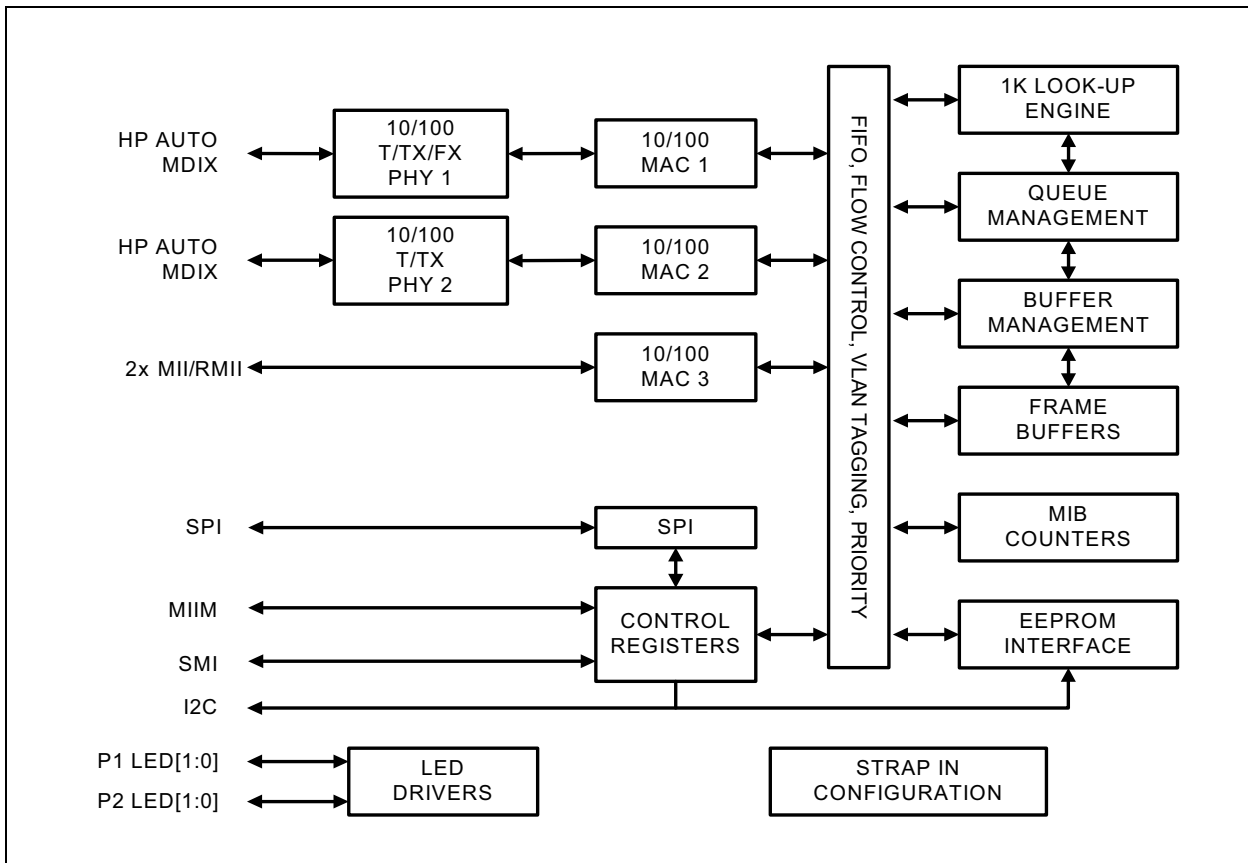 HP AUTO
MDIX
10/100
T/TX/FX
PHY 1
10/100
MAC 1
HP AUTO
MDIX
10/100
T/TX
PHY 2
10/100
MAC 2
2x MII/RMII
10/100
MAC 3
SPI
SPI
MIIM
SMI
CONTROL
REGISTERS
I2C
P1 LED[1:0]
P2 LED[1:0]
LED
DRIVERS
FIFO, FLOW CONTROL, VLAN TAGGING, PRIORITY
1K LOOK-UP
ENGINE
QUEUE
MANAGEMENT
BUFFER
MANAGEMENT
FRAME
BUFFERS
MIB
COUNTERS
EEPROM
INTERFACE
STRAP IN
CONFIGURATION